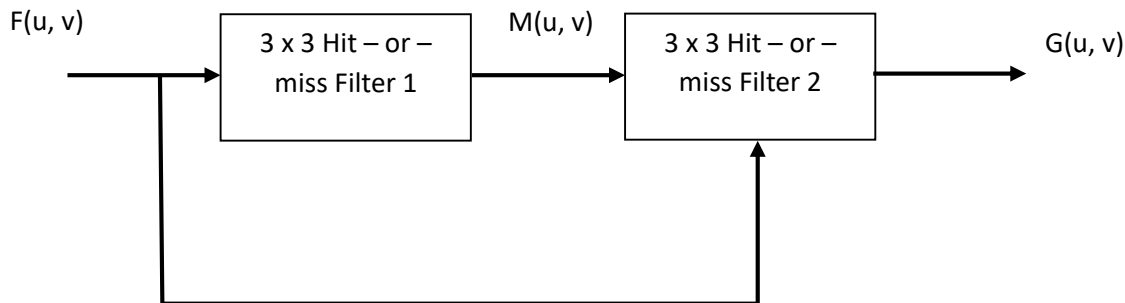 F(u, v)
3 x 3 Hit – or –
miss Filter 1
M(u, v)
3 x 3 Hit – or –
miss Filter 2
G(u, v)